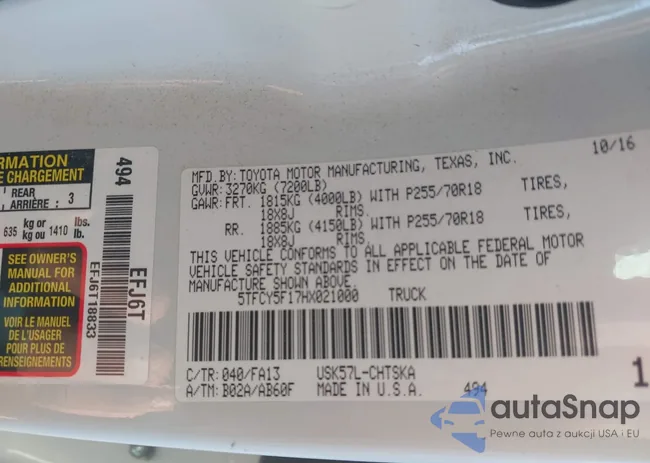 FORMATION
E CHARGEMENT
REAR
ARRIÈRE : 3
635 kg or kg ou 1410 lbs. lb.
SEE OWNER'S
MANUAL FOR
ADDITIONAL
INFORMATION
VOIR LE MANUEL
DE L'USAGER
POUR PLUS DE
RENSEIGNEMENTS
494
EFJ6T
EFJ6T18833
MFD.BY:TOYOTA MOTOR MANUFACTURING, TEXAS, INC. 10/16
GVWR: 3270KG (7200LB)
GAWR: FRT. 1815KG (4000LB) WITH P255/70R18 TIRES,
18X8J RIMS.
RR. 1885KG (4150LB) WITH P255/70R18 TIRES,
18X8J RIMS.
THIS VEHICLE CONFORMS TO ALL APPLICABLE FEDERAL MOTOR
VEHICLE SAFETY STANDARDS IN EFFECT ON THE DATE OF
MANUFACTURE SHOWN ABOVE.
5TFCY5F17HX021000 TRUCK
C/TR: 040/FA13 USK57L-CHTSKA
A/TM: B02A/AB60F MADE IN U.S.A. 494
1
autaSnap
Pewne auta z aukcji USA i EU